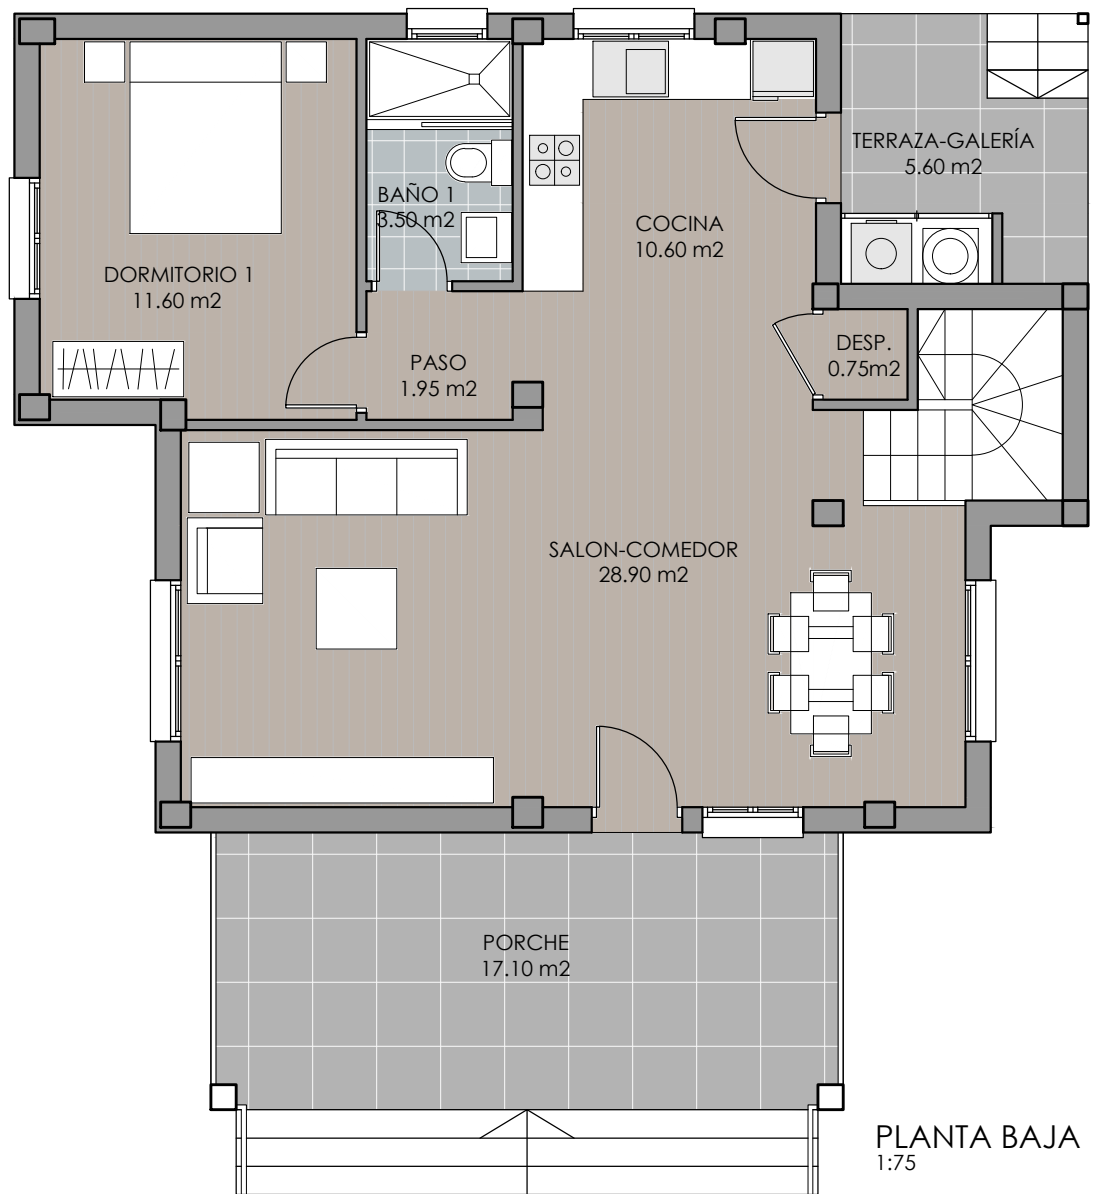 TERRAZA-GALERÍA
5.60 m2
BAÑO 1
3.50 m2
COCINA
10.60 m2
DORMITORIO 1
11.60 m2
DESP.
0.75m2
PASO
1.95 m2
SALON-COMEDOR
28.90 m2
PORCHE
17.10 m2
PLANTA BAJA
1:75